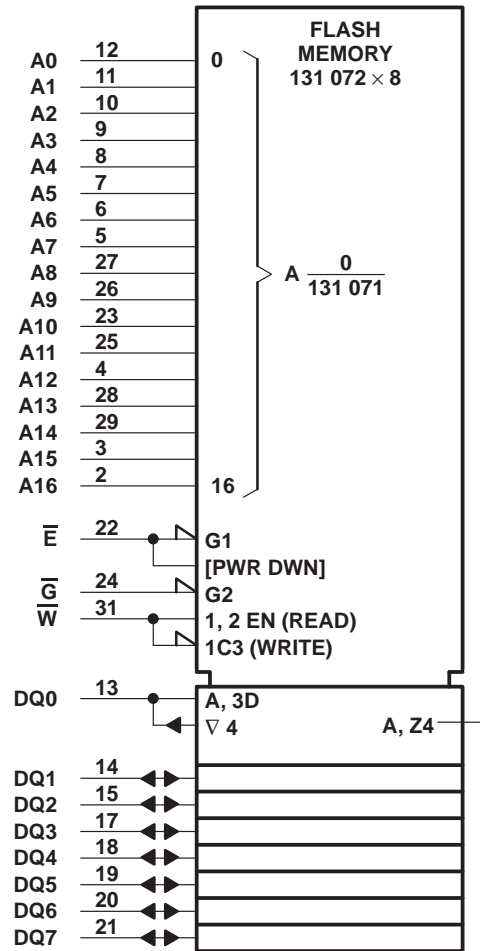 FLASH
MEMORY
131 072 × 8
A0 12 0
A1 11
A2 10
A3 9
A4 8
A5 7
A6 6
A7 5
A8 27
A 0
131 071
A9 26
A10 23
A11 25
A12 4
A13 28
A14 29
A15 3
A16 2 16
E̅ 22 G1
[PWR DWN]
G̅ 24 G2
W̅ 31 1, 2 EN (READ)
1C3 (WRITE)
DQ0 13 A, 3D
∇ 4 A, Z4
DQ1 14
DQ2 15
DQ3 17
DQ4 18
DQ5 19
DQ6 20
DQ7 21